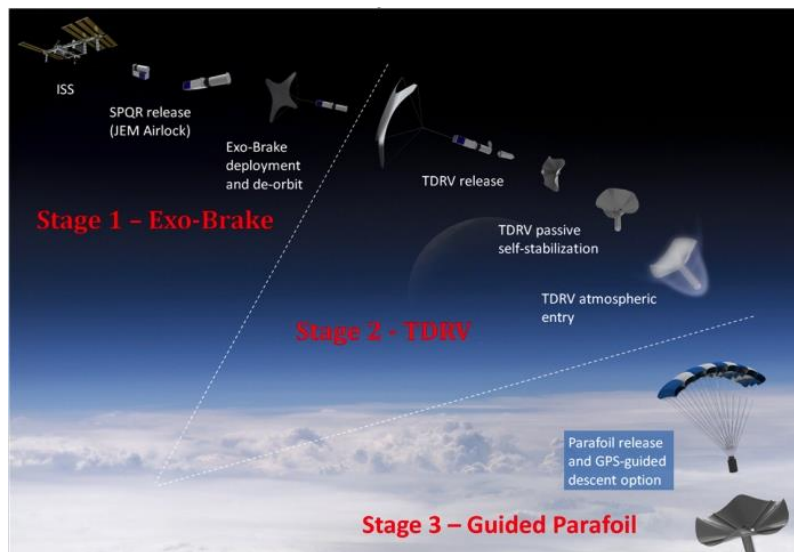 ISS
SPQR release
(JEM Airlock)
Exo-Brake
deployment
and de-orbit
Stage 1 – Exo-Brake
TDRV release
TDRV passive
self-stabilization
TDRV atmospheric
entry
Stage 2 - TDRV
Parafoil release
and GPS-guided
descent option
Stage 3 – Guided Parafoil